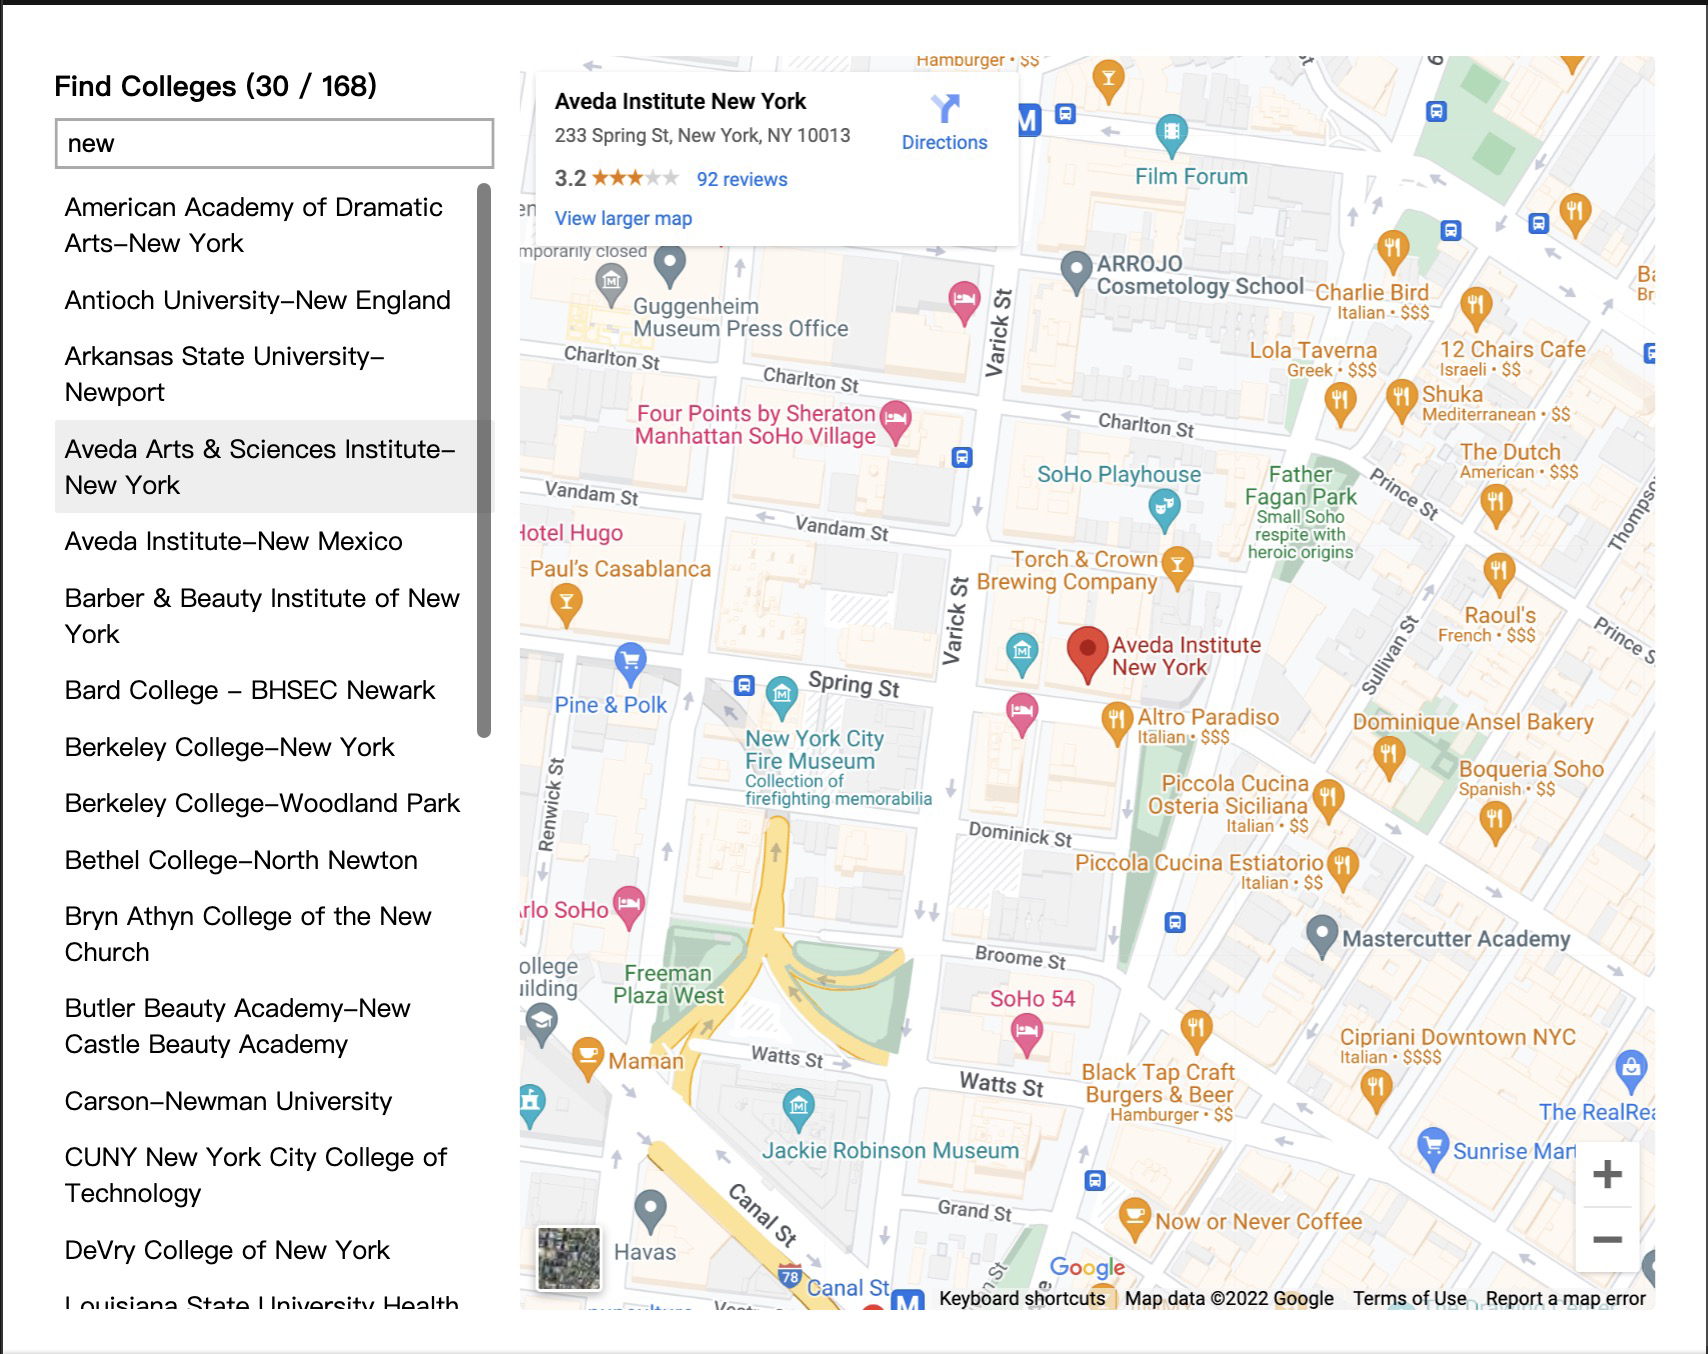 Find Colleges (30 / 168)
new
American Academy of Dramatic
Arts–New York
Antioch University–New England
Arkansas State University–
Newport
Aveda Arts & Sciences Institute–
New York
Aveda Institute–New Mexico
Barber & Beauty Institute of New
York
Bard College – BHSEC Newark
Berkeley College–New York
Berkeley College–Woodland Park
Bethel College–North Newton
Bryn Athyn College of the New
Church
Butler Beauty Academy–New
Castle Beauty Academy
Carson–Newman University
CUNY New York City College of
Technology
DeVry College of New York
Louisiana State University Health
Aveda Institute New York
233 Spring St, New York, NY 10013
3.2
92 reviews
View larger map
Directions
Hamburger • $$
M
Film Forum
mporarily closed
Guggenheim
Museum Press Office
ARROJO
Cosmetology School
Charlie Bird
Italian • $$$
Varick St
Charlton St
Charlton St
Lola Taverna
Greek • $$$
12 Chairs Cafe
Israeli • $$
Shuka
Mediterranean • $$
Four Points by Sheraton
Manhattan SoHo Village
Charlton St
The Dutch
American • $$$
SoHo Playhouse
Father
Fagan Park
Small Soho
respite with
heroic origins
Prince St
Thompso
Vandam St
Vandam St
Hotel Hugo
Paul's Casablanca
Torch & Crown
Brewing Company
Varick St
Raoul's
French • $$$
Prince S
Sullivan St
Aveda Institute
New York
Spring St
Pine & Polk
New York City
Fire Museum
Collection of
firefighting memorabilia
Altro Paradiso
Italian • $$$
Dominique Ansel Bakery
Boqueria Soho
Spanish • $$
Piccola Cucina
Osteria Siciliana
Italian • $$
Renwick St
Dominick St
Piccola Cucina Estiatorio
Italian • $$
rlo SoHo
Mastercutter Academy
Broome St
ollege
uilding
Freeman
Plaza West
SoHo 54
Cipriani Downtown NYC
Italian • $$$$
Maman
Watts St
Watts St
Black Tap Craft
Burgers & Beer
Hamburger • $$
The RealRea
Jackie Robinson Museum
Sunrise Mart
Canal St
Grand St
Now or Never Coffee
Havas
78
Canal St
M
Google
Keyboard shortcuts
Map data ©2022 Google
Terms of Use
Report a map error